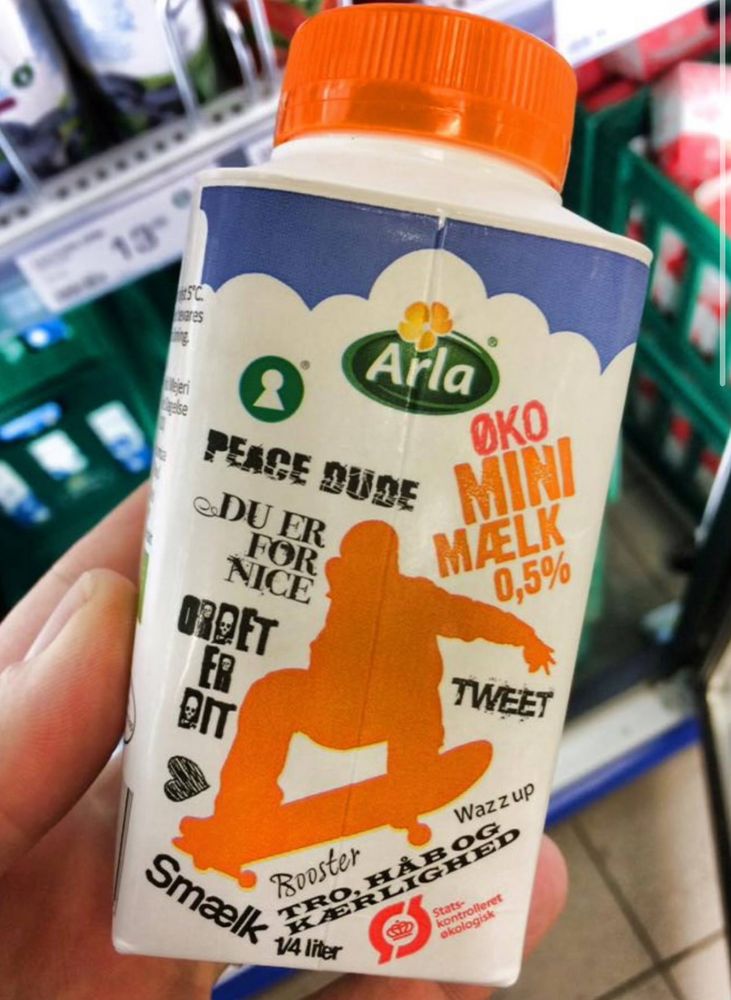 13
Arla
ØKO
MINI
MÆLK
0,5%
PEACE DUDE
DU ER
FOR
NICE
ORDET
ER
DIT
TWEET
Wazz up
Booster
TRO, HÅB OG
KÆRLIGHED
Smælk
1/4 liter
Stats-
kontrolleret
økologisk